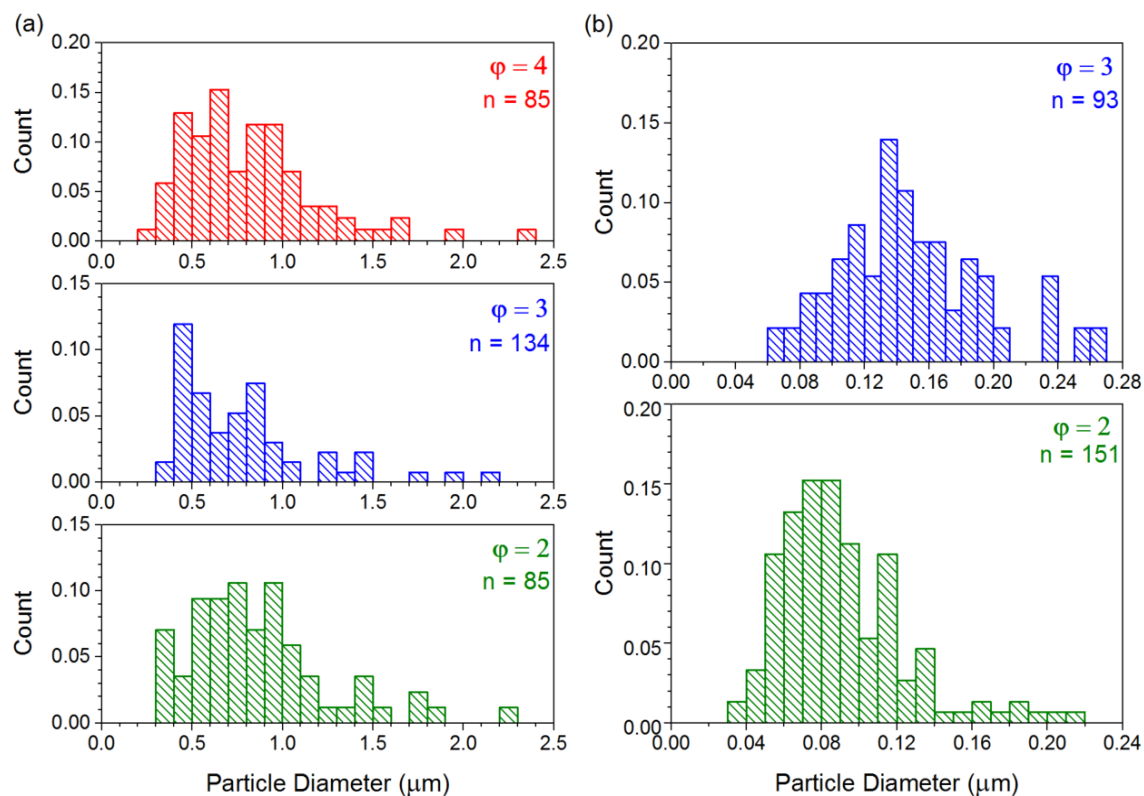 (a)
0.20
0.15
0.10
0.05
0.00
Count
φ = 4
n = 85
0.0 0.5 1.0 1.5 2.0 2.5
0.15
0.10
0.05
0.00
Count
φ = 3
n = 134
0.0 0.5 1.0 1.5 2.0 2.5
0.15
0.10
0.05
0.00
Count
φ = 2
n = 85
0.0 0.5 1.0 1.5 2.0 2.5
Particle Diameter (μm)
(b)
0.20
0.15
0.10
0.05
0.00
Count
φ = 3
n = 93
0.00 0.04 0.08 0.12 0.16 0.20 0.24 0.28
0.20
0.15
0.10
0.05
0.00
Count
φ = 2
n = 151
0.04 0.08 0.12 0.16 0.20 0.24
Particle Diameter (μm)